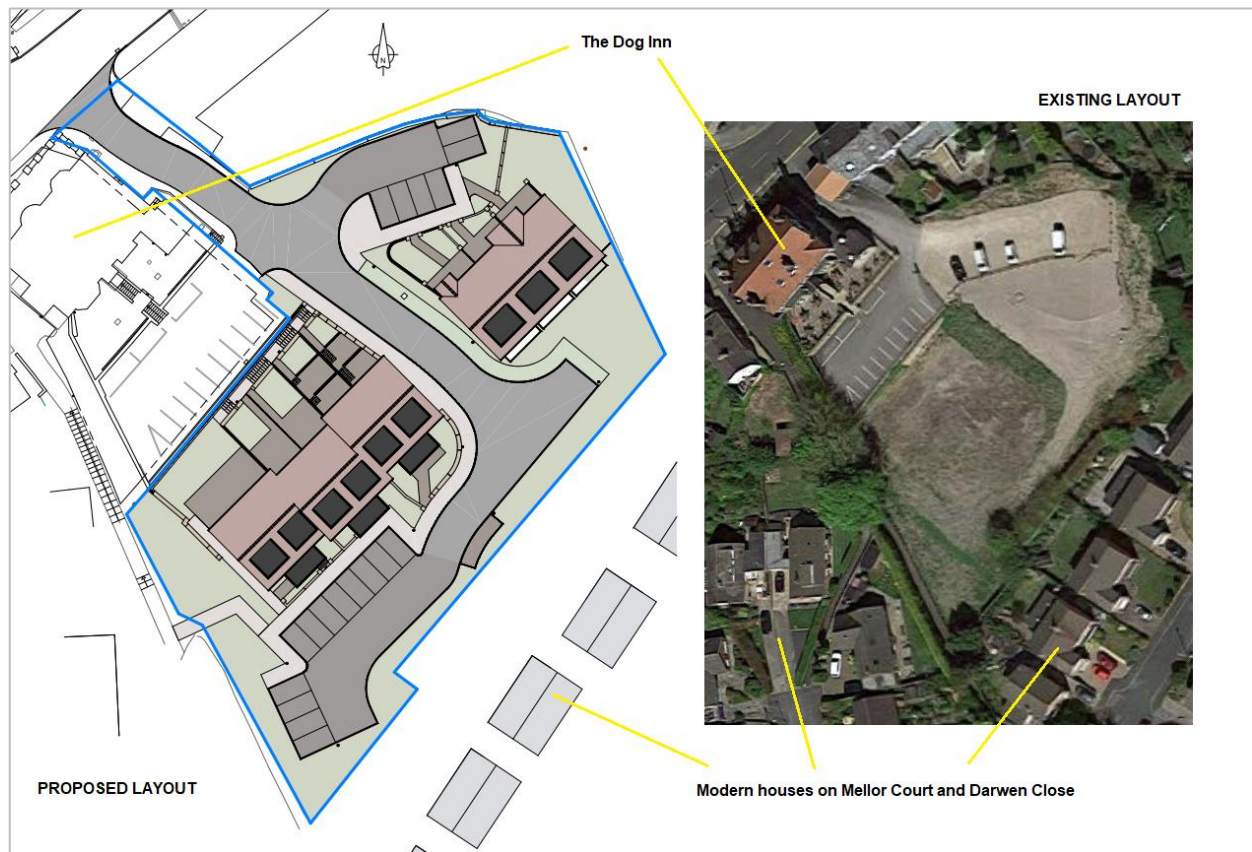 The Dog Inn
N
EXISTING LAYOUT
PROPOSED LAYOUT
Modern houses on Mellor Court and Darwen Close